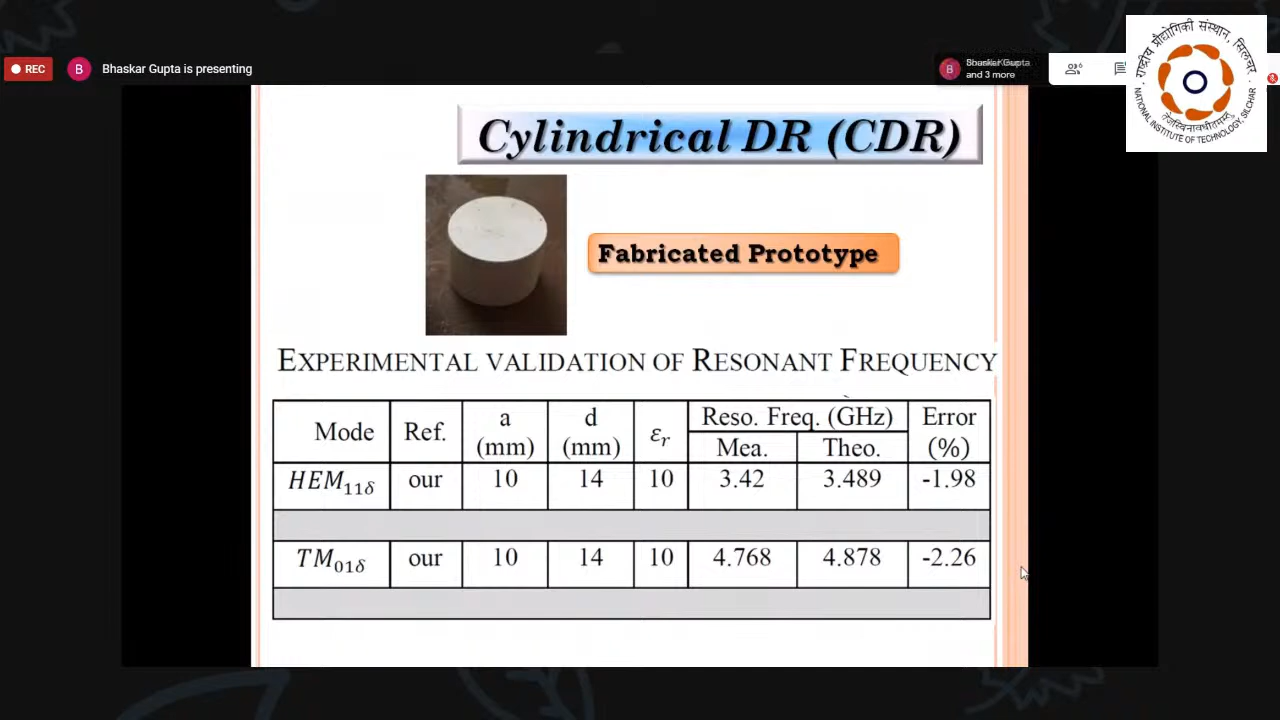 REC
B
Bhaskar Gupta is presenting
B
and 3 more
राष्ट्रीय प्रौद्योगिकी संस्थान, सिलचर
NATIONAL INSTITUTE OF TECHNOLOGY, SILCHAR
Cylindrical DR (CDR)
Fabricated Prototype
EXPERIMENTAL VALIDATION OF RESONANT FREQUENCY
Mode Ref. a (mm) d (mm) εr Reso. Freq. (GHz) Error (%)
Mea. Theo.
HEM11δ our 10 14 10 3.42 3.489 -1.98
TM01δ our 10 14 10 4.768 4.878 -2.26